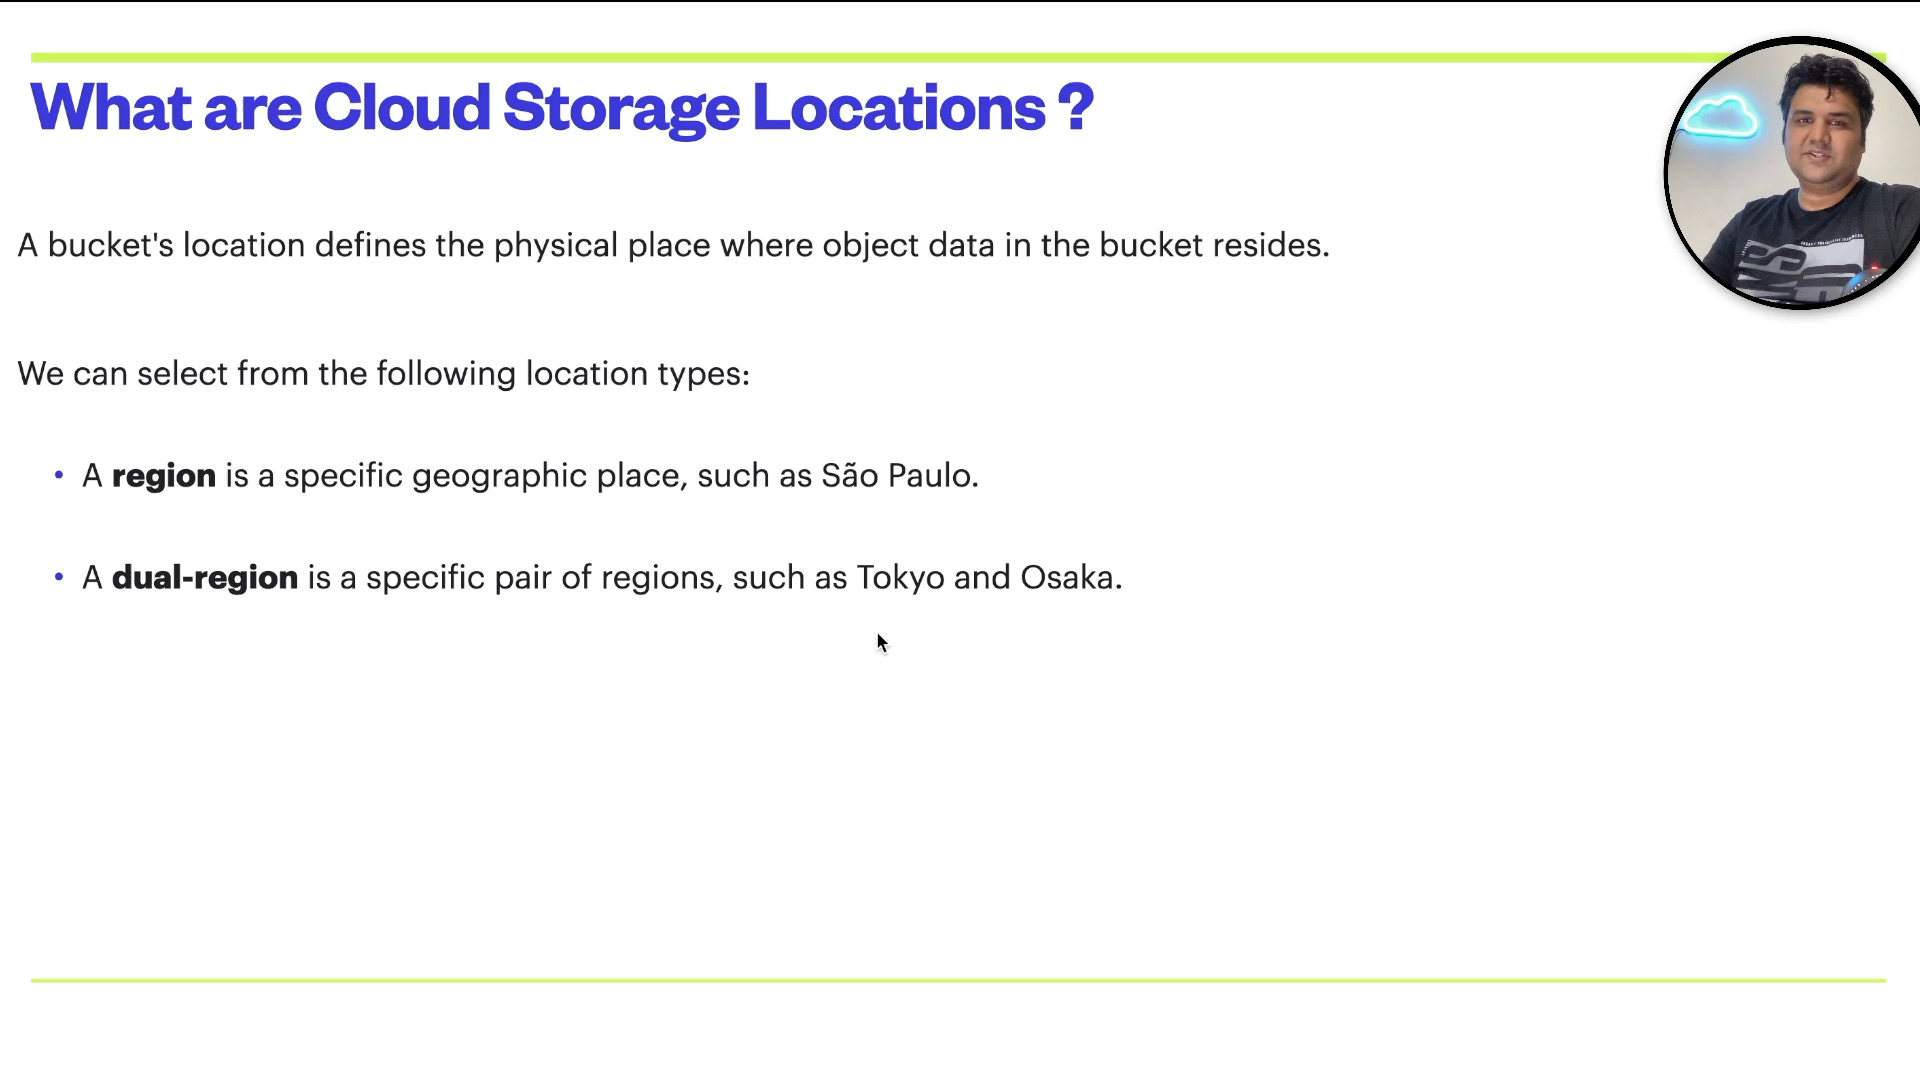 What are Cloud Storage Locations ?
A bucket's location defines the physical place where object data in the bucket resides.
We can select from the following location types:
• A region is a specific geographic place, such as São Paulo.
• A dual-region is a specific pair of regions, such as Tokyo and Osaka.